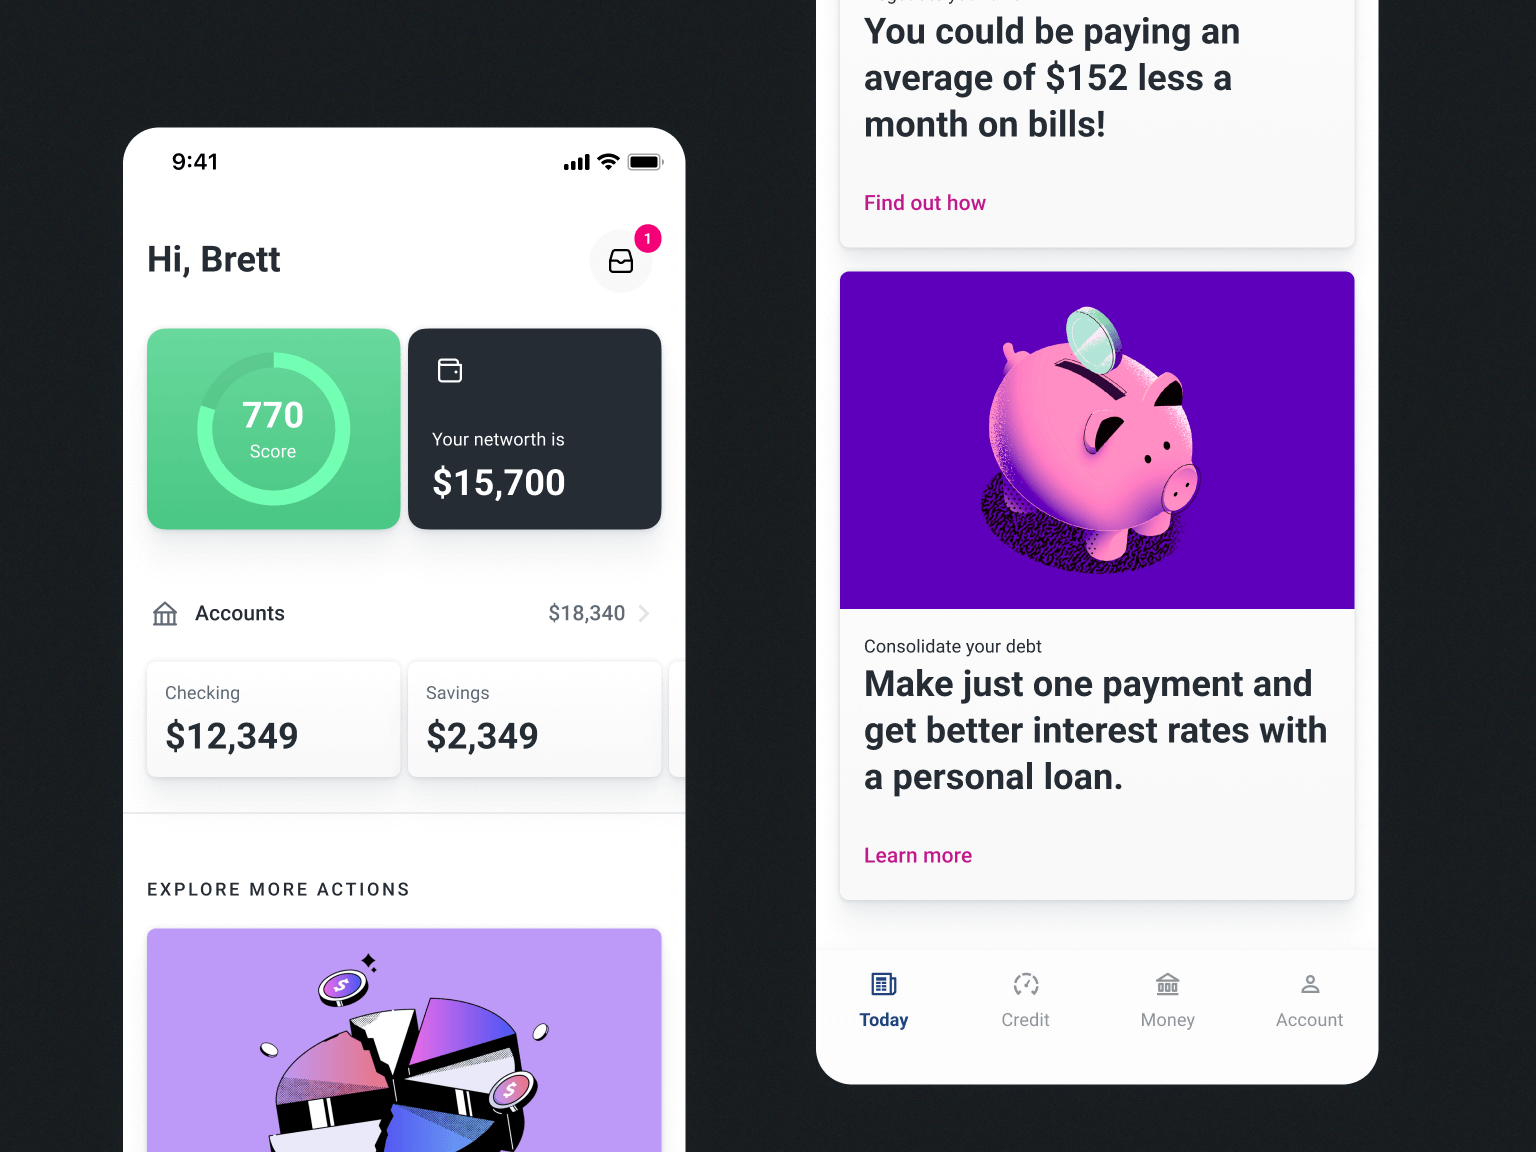 9:41
Hi, Brett
1
770
Score
Your networth is
$15,700
Accounts
$18,340
Checking
$12,349
Savings
$2,349
EXPLORE MORE ACTIONS
$
$
You could be paying an
average of $152 less a
month on bills!
Find out how
Consolidate your debt
Make just one payment and
get better interest rates with
a personal loan.
Learn more
Today
Credit
Money
Account